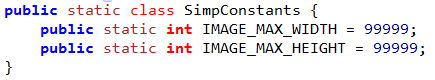 public static class SimpConstants {
    public static int IMAGE_MAX_WIDTH = 99999;
    public static int IMAGE_MAX_HEIGHT = 99999;
}